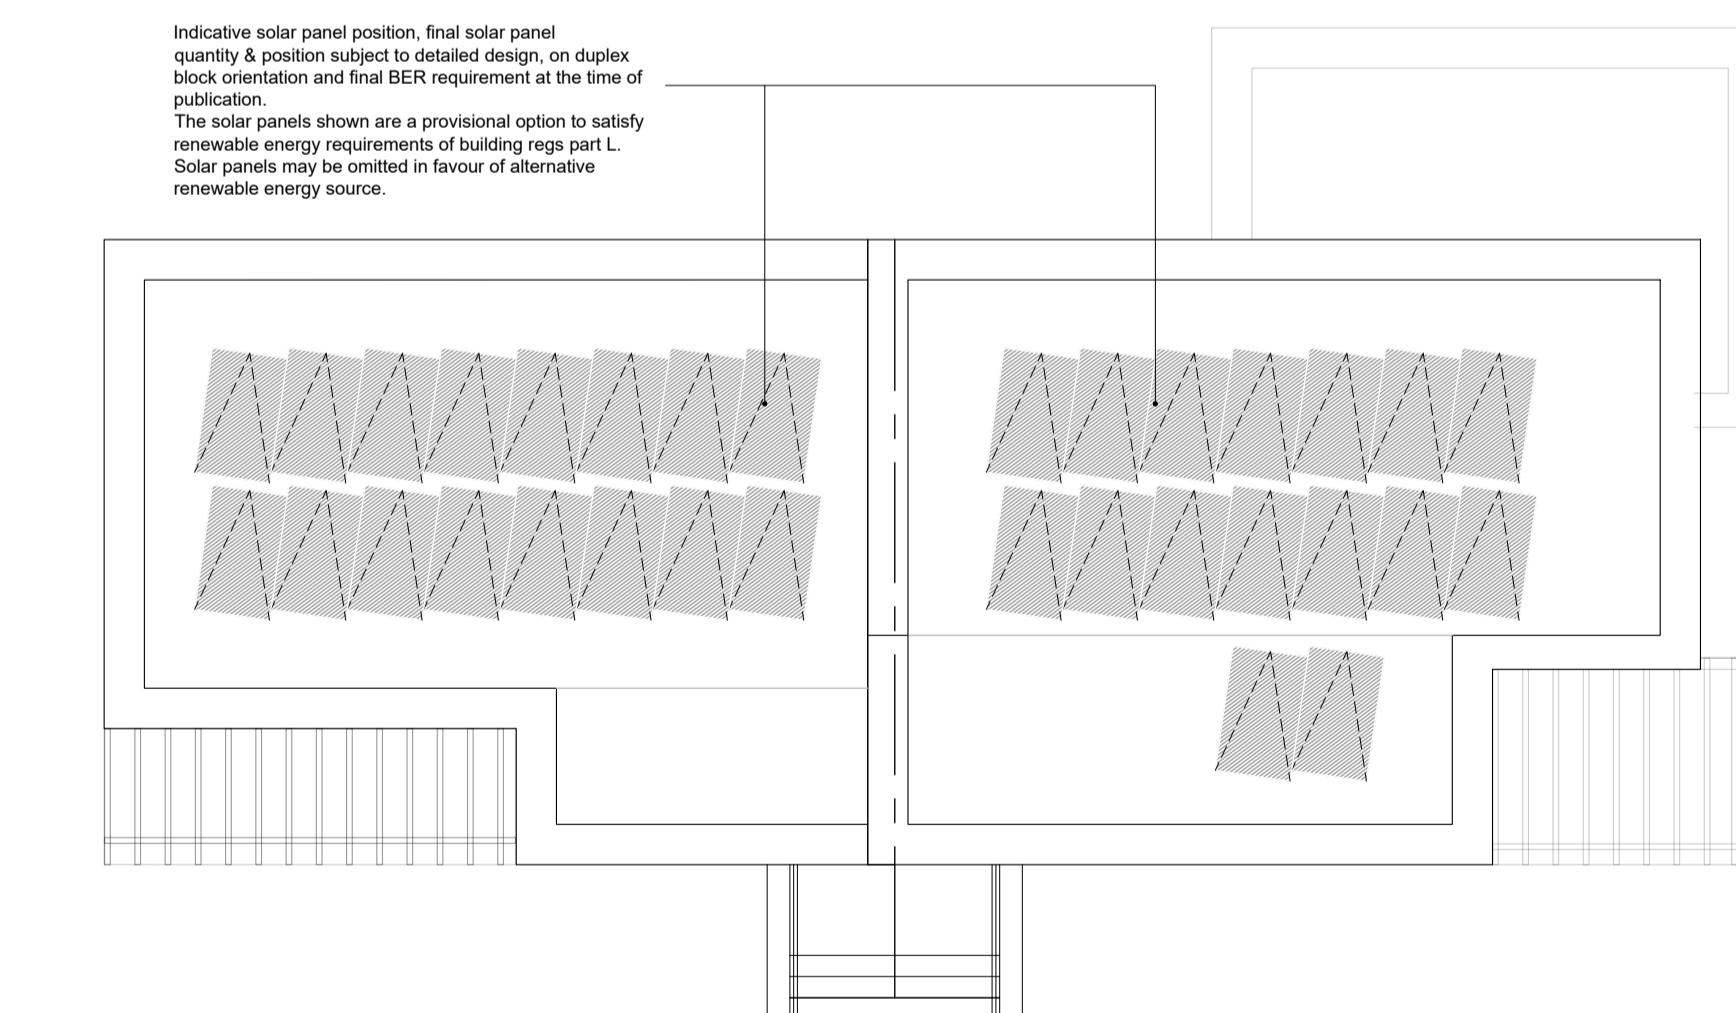 Indicative solar panel position, final solar panel
quantity & position subject to detailed design, on duplex
block orientation and final BER requirement at the time of
publication.
The solar panels shown are a provisional option to satisfy
renewable energy requirements of building regs part L.
Solar panels may be omitted in favour of alternative
renewable energy source.